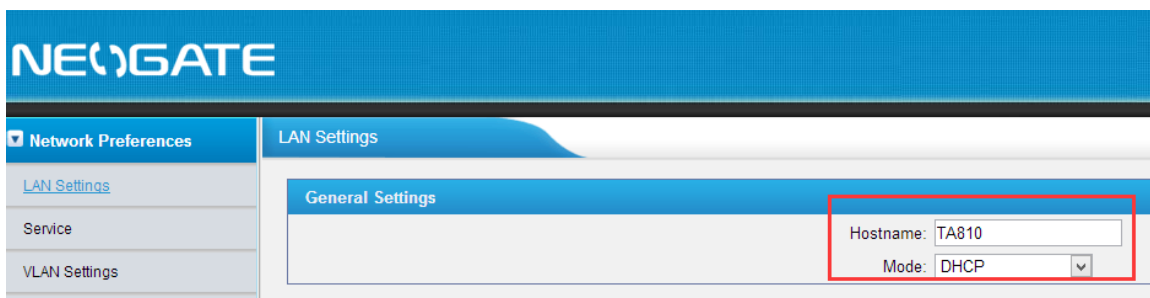 NEOGATE
Network Preferences
LAN Settings
LAN Settings
General Settings
Service
Hostname: TA810
VLAN Settings
Mode: DHCP